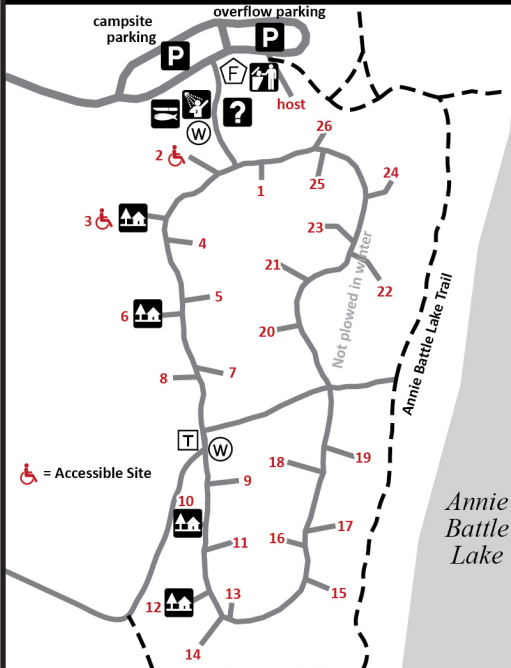 overflow parking
campsite
parking
P
P
F
host
?
W
26
2
1
25
24
3
4
23
21
22
5
6
20
Not plowed in winter
Annie Battle Lake Trail
8
7
T
W
18
19
= Accessible Site
9
10
Annie
Battle
Lake
17
16
11
13
15
12
14